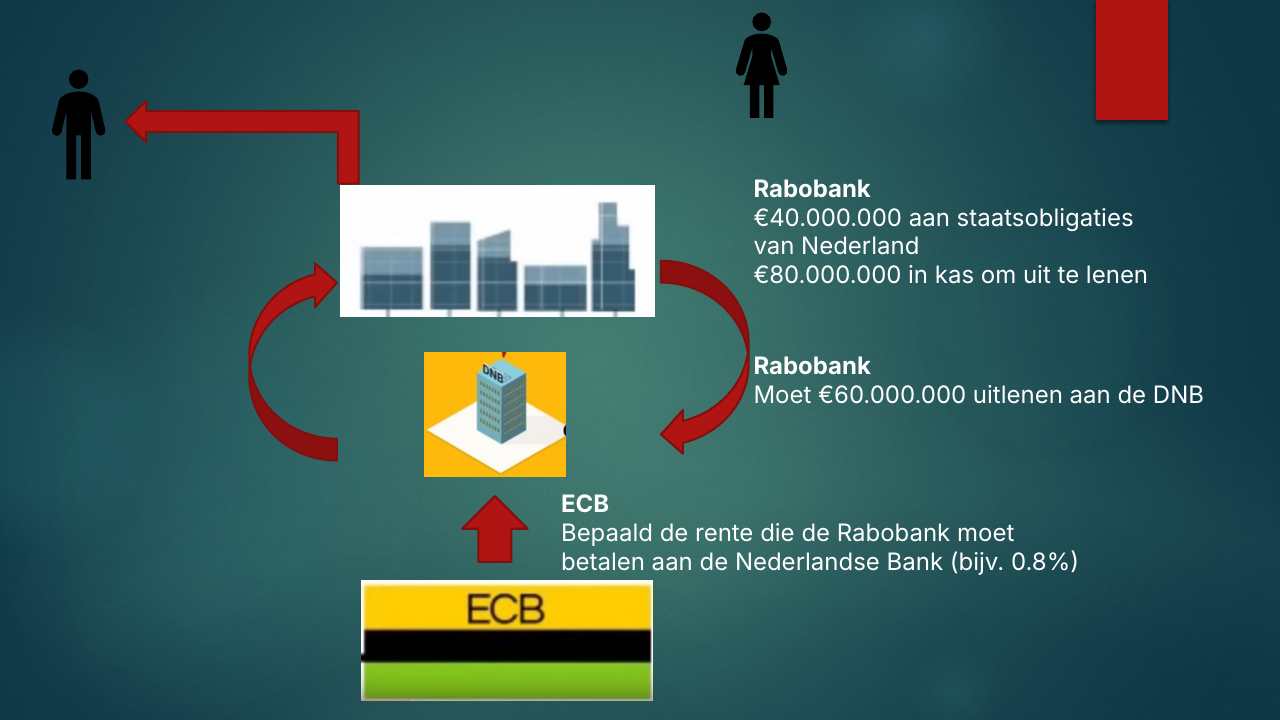 Rabobank
€40.000.000 aan staatsobligaties
van Nederland
€80.000.000 in kas om uit te lenen
DNB
Rabobank
Moet €60.000.000 uitlenen aan de DNB
ECB
Bepaald de rente die de Rabobank moet
betalen aan de Nederlandse Bank (bijv. 0.8%)
ECB